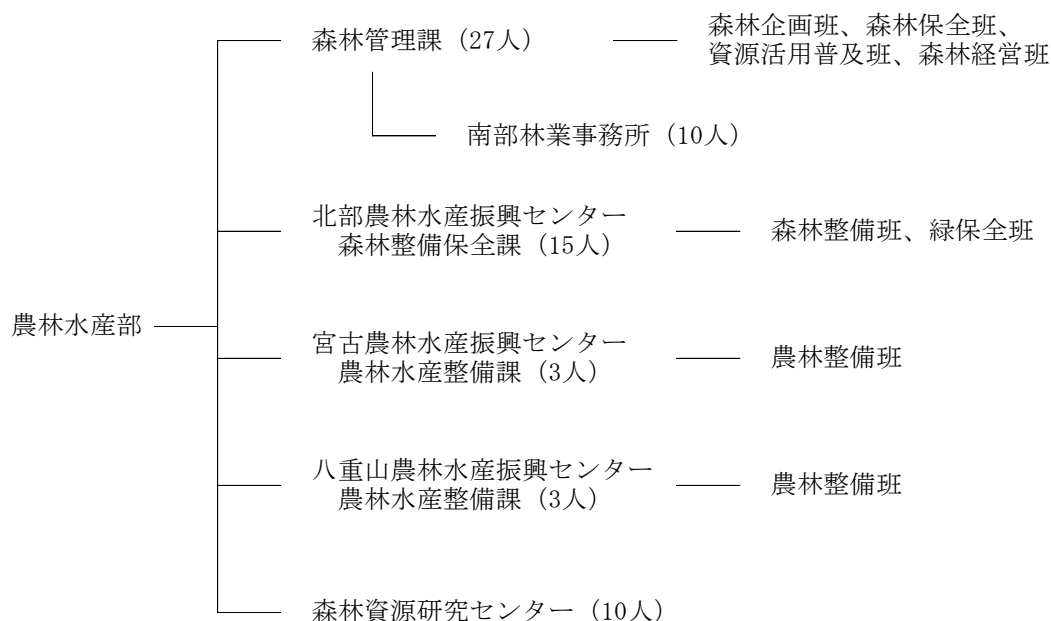 森林管理課（27人）
森林企画班、森林保全班、
資源活用普及班、森林経営班
南部林業事務所（10人）
北部農林水産振興センター
森林整備保全課（15人）
森林整備班、緑保全班
農林水産部
宮古農林水産振興センター
農林水産整備課（3人）
農林整備班
八重山農林水産振興センター
農林水産整備課（3人）
農林整備班
森林資源研究センター（10人）